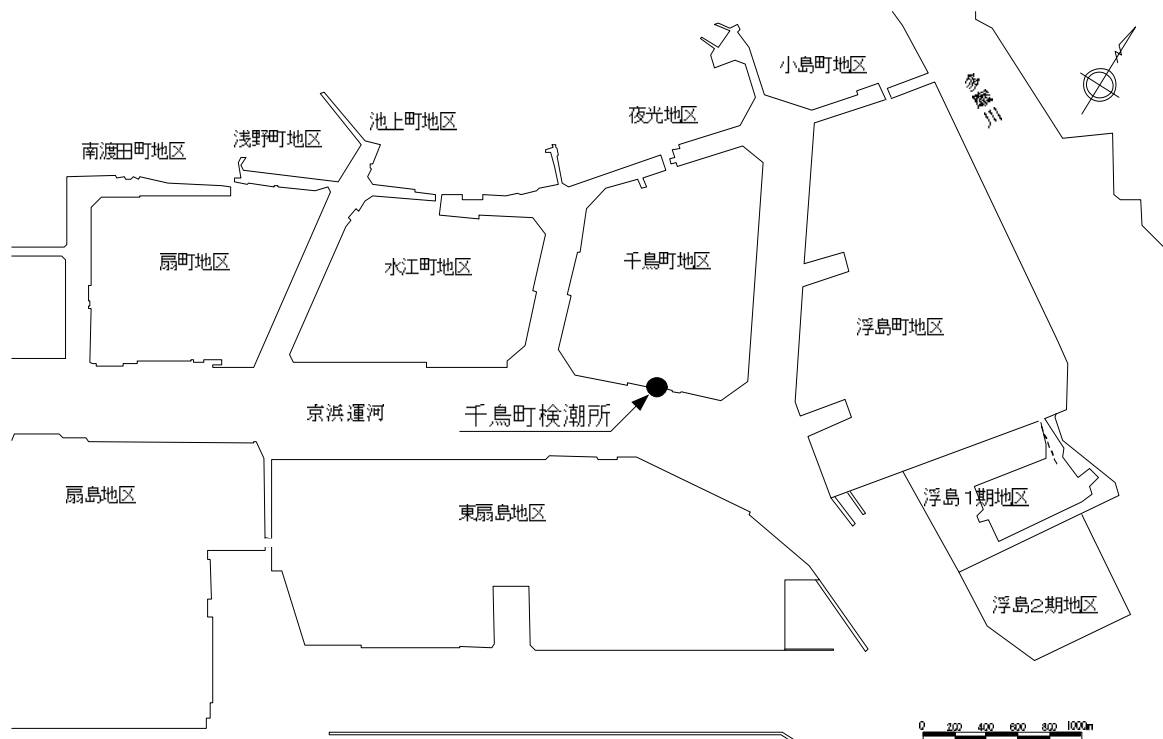 小島町地区
多摩川
N
夜光地区
池上町地区
浅野町地区
南渡田町地区
扇町地区
水江町地区
千鳥町地区
浮島町地区
京浜運河
千鳥町検潮所
扇島地区
東扇島地区
浮島1期地区
浮島2期地区
0 200 400 600 800 1000m